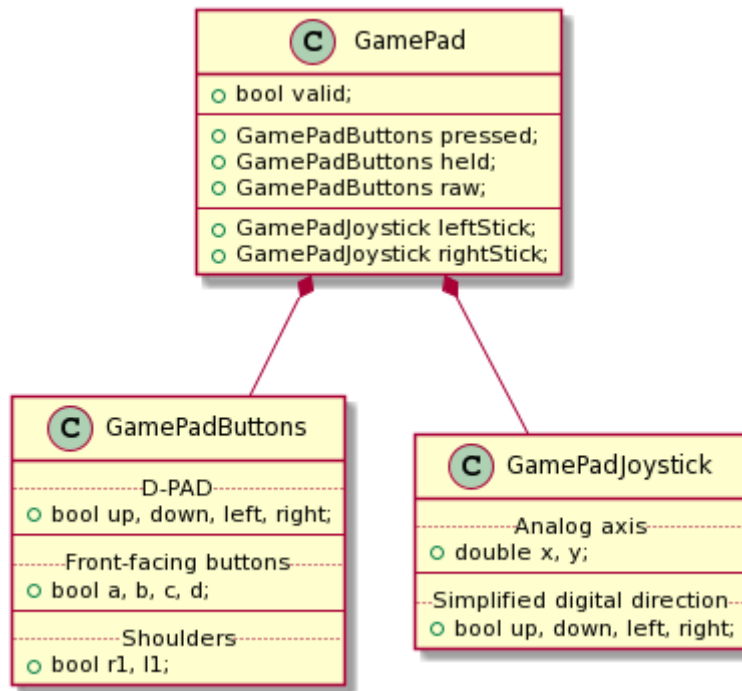 C GamePad
bool valid;
GamePadButtons pressed;
GamePadButtons held;
GamePadButtons raw;
GamePadJoystick leftStick;
GamePadJoystick rightStick;
C GamePadButtons
D-PAD
bool up, down, left, right;
Front-facing buttons
bool a, b, c, d;
Shoulders
bool r1, l1;
C GamePadJoystick
Analog axis
double x, y;
Simplified digital direction
bool up, down, left, right;